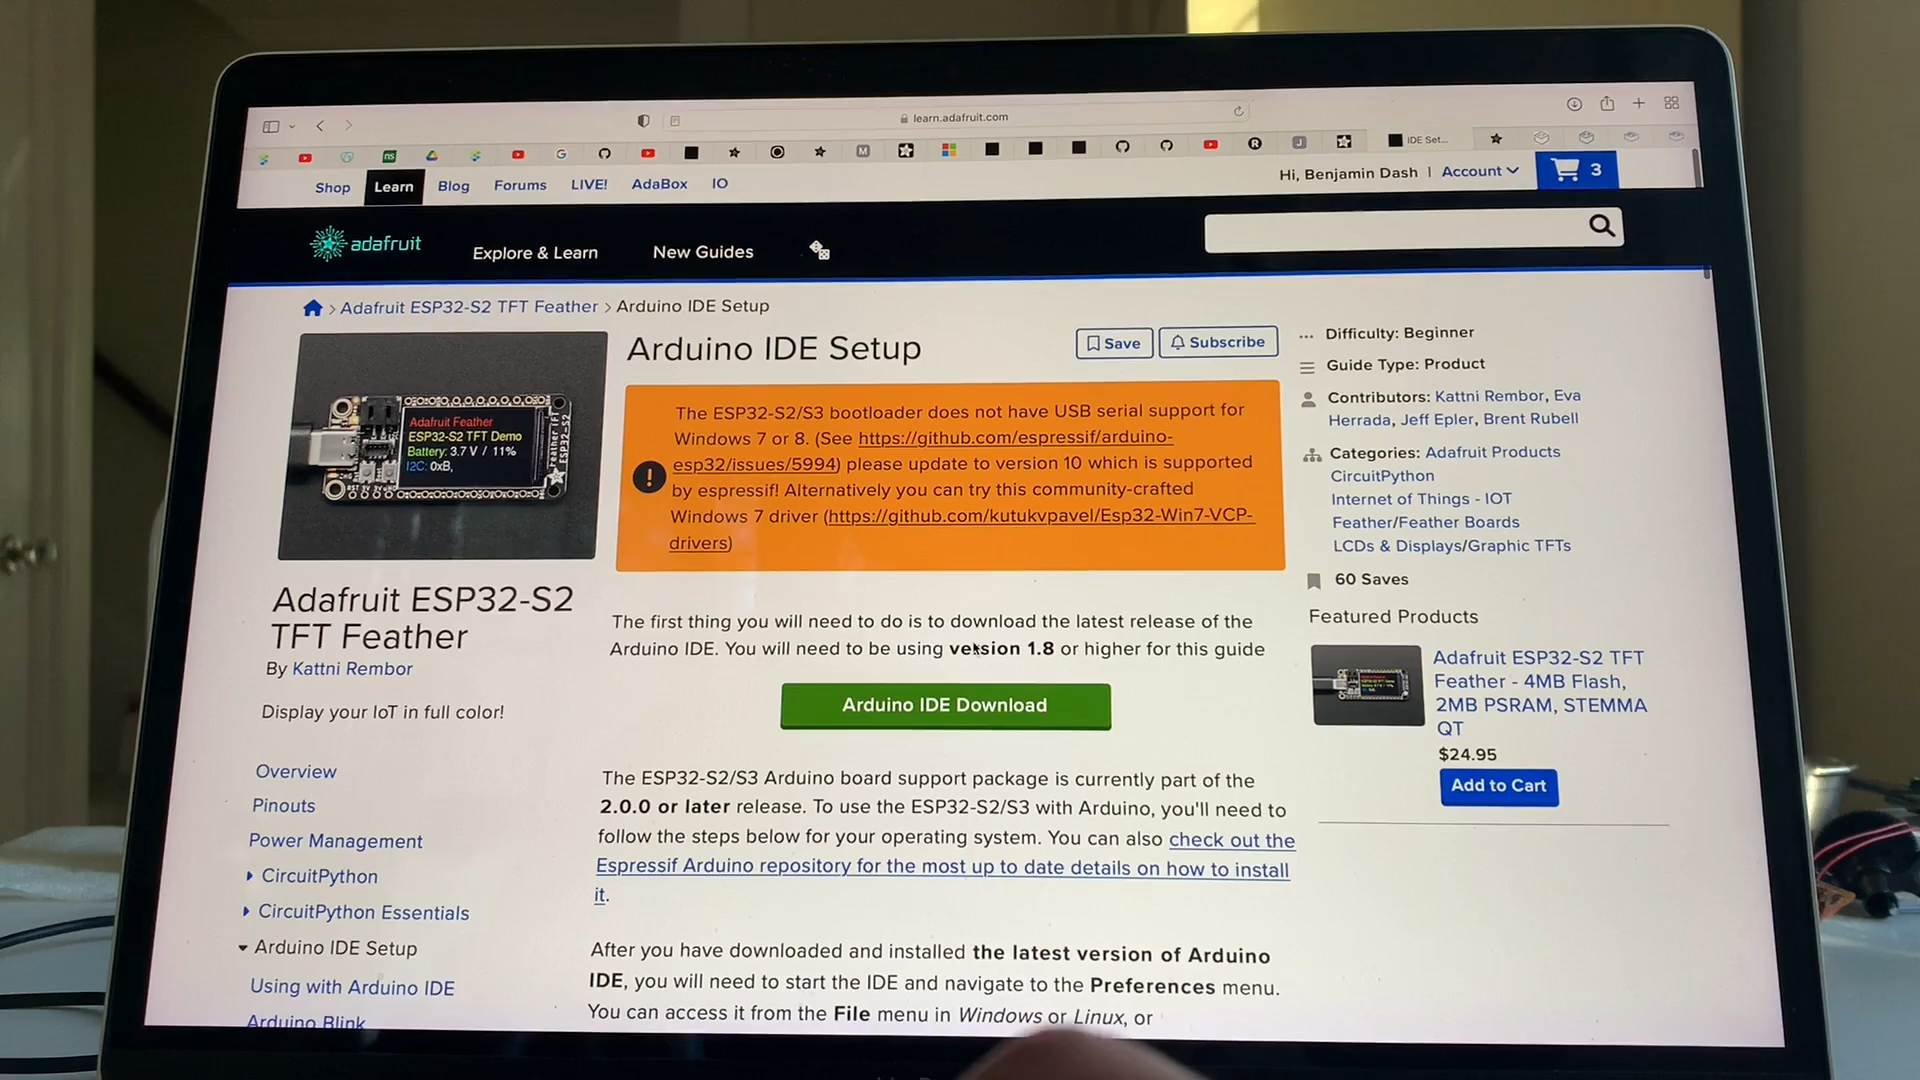 learn.adafruit.com
IDE Set...
Shop Learn Blog Forums LIVE! AdaBox IO
Hi, Benjamin Dash | Account 3
adafruit Explore & Learn New Guides
Adafruit ESP32-S2 TFT Feather > Arduino IDE Setup
Adafruit Feather
ESP32-S2 TFT Demo
Battery: 3.7 V / 11%
I2C: 0xB,
Feather TFT
ESP32-S2
Adafruit ESP32-S2
TFT Feather
By Kattni Rembor
Display your IoT in full color!
Overview
Pinouts
Power Management
CircuitPython
CircuitPython Essentials
Arduino IDE Setup
Using with Arduino IDE
Arduino Blink
Arduino IDE Setup
Save Subscribe
The ESP32-S2/S3 bootloader does not have USB serial support for
Windows 7 or 8. (See https://github.com/espressif/arduino-
esp32/issues/5994) please update to version 10 which is supported
by espressif! Alternatively you can try this community-crafted
Windows 7 driver (https://github.com/kutukvpavel/Esp32-Win7-VCP-
drivers)
The first thing you will need to do is to download the latest release of the
Arduino IDE. You will need to be using version 1.8 or higher for this guide
Arduino IDE Download
The ESP32-S2/S3 Arduino board support package is currently part of the
2.0.0 or later release. To use the ESP32-S2/S3 with Arduino, you'll need to
follow the steps below for your operating system. You can also check out the
Espressif Arduino repository for the most up to date details on how to install
it.
After you have downloaded and installed the latest version of Arduino
IDE, you will need to start the IDE and navigate to the Preferences menu.
You can access it from the File menu in Windows or Linux, or
Difficulty: Beginner
Guide Type: Product
Contributors: Kattni Rembor, Eva
Herrada, Jeff Epler, Brent Rubell
Categories: Adafruit Products
CircuitPython
Internet of Things - IOT
Feather/Feather Boards
LCDs & Displays/Graphic TFTs
60 Saves
Featured Products
Adafruit ESP32-S2 TFT
Feather - 4MB Flash,
2MB PSRAM, STEMMA
QT
$24.95
Add to Cart